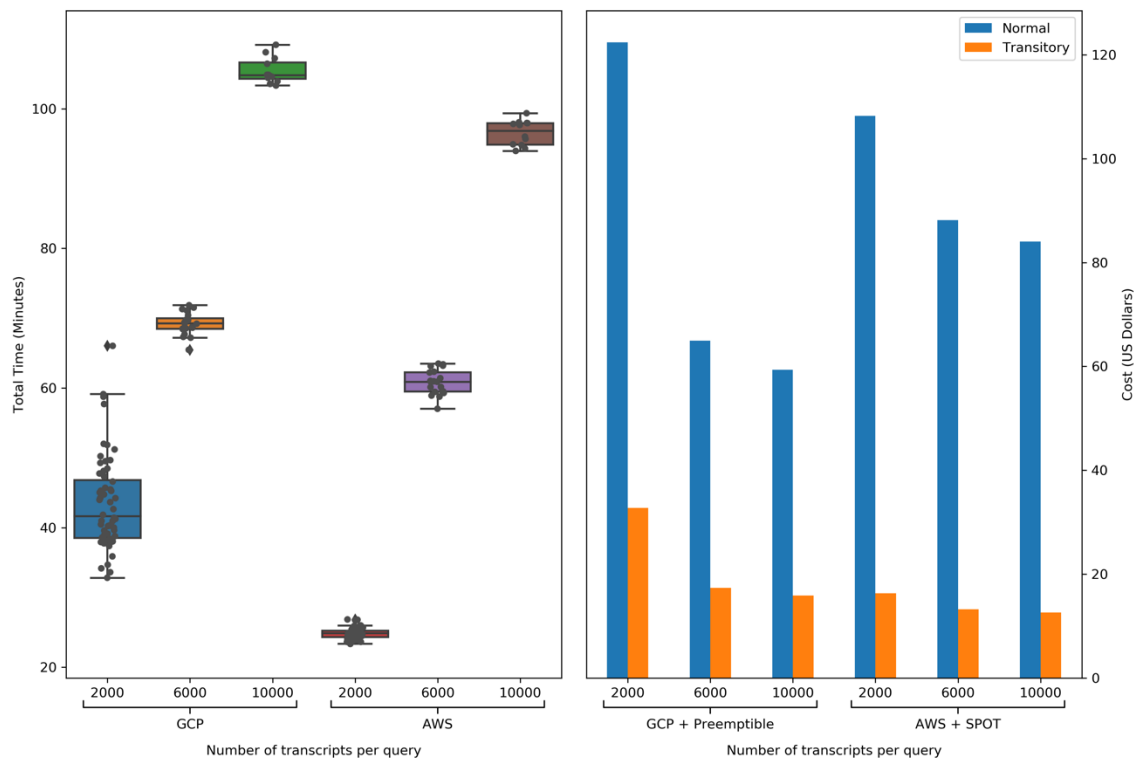 100
80
60
40
20
Total Time (Minutes)
2000 6000 10000 2000 6000 10000
GCP AWS
Number of transcripts per query
Normal
Transitory
120
100
80
60
40
20
0
Cost (US Dollars)
2000 6000 10000 2000 6000 10000
GCP + Preemptible AWS + SPOT
Number of transcripts per query